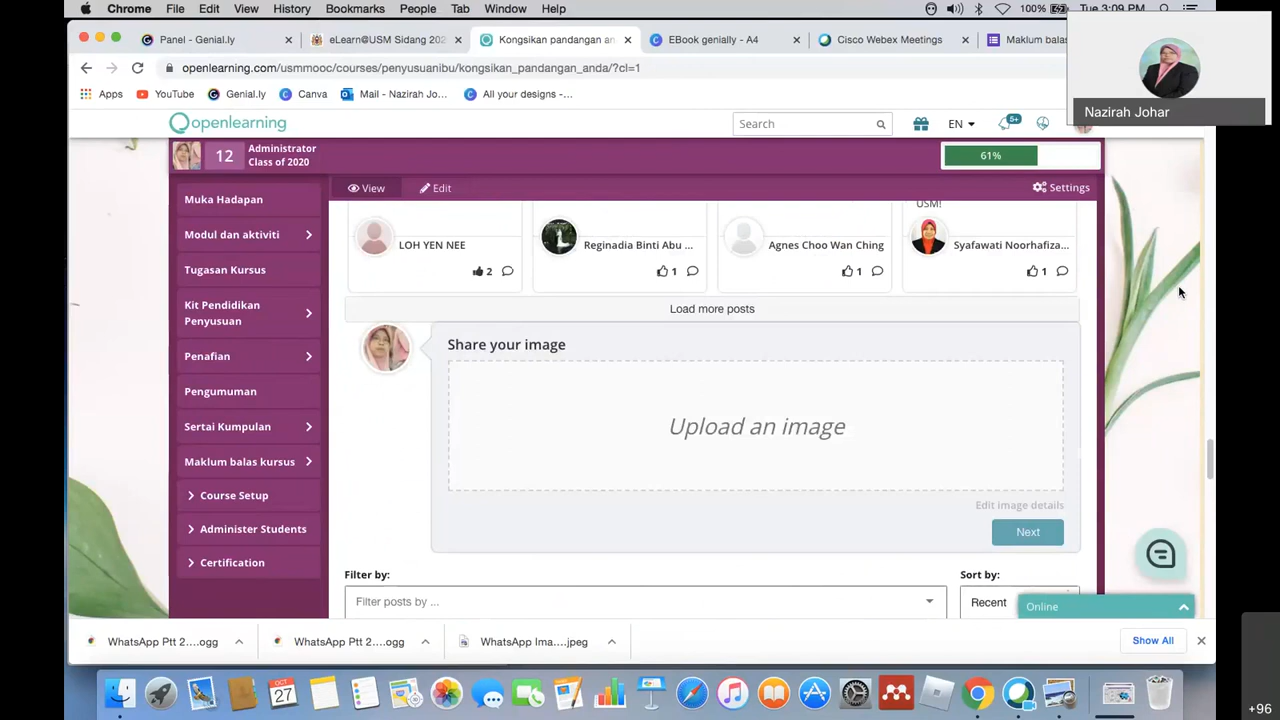 Chrome File Edit View History Bookmarks People Tab Window Help 100% Tue 3:09 PM
Panel - Genial.ly
eLearn@USM Sidang 202
Kongsikan pandangan an
EBook genially - A4
Cisco Webex Meetings
Maklum balas
openlearning.com/usmmooc/courses/penyusuanibu/kongsikan_pandangan_anda/?cl=1
Nazirah Johar
Apps YouTube Genial.ly Canva Mail - Nazirah Jo... All your designs -...
openlearning
Search
5+
EN
12
Administrator
Class of 2020
61%
View Edit Settings
Muka Hadapan
Modul dan aktiviti
Tugasan Kursus
Kit Pendidikan
Penyusuan
Penafian
Pengumuman
Sertai Kumpulan
Maklum balas kursus
Course Setup
Administer Students
Certification
USM!
LOH YEN NEE
Reginadia Binti Abu ...
Agnes Choo Wan Ching
Syafawati Noorhafiza...
2
1
1
1
Load more posts
Share your image
Upload an image
Edit image details
Next
Filter by:
Sort by:
Filter posts by ...
Recent
Online
WhatsApp Ptt 2....ogg
WhatsApp Ptt 2....ogg
WhatsApp Ima....jpeg
Show All
OCT
27
+96